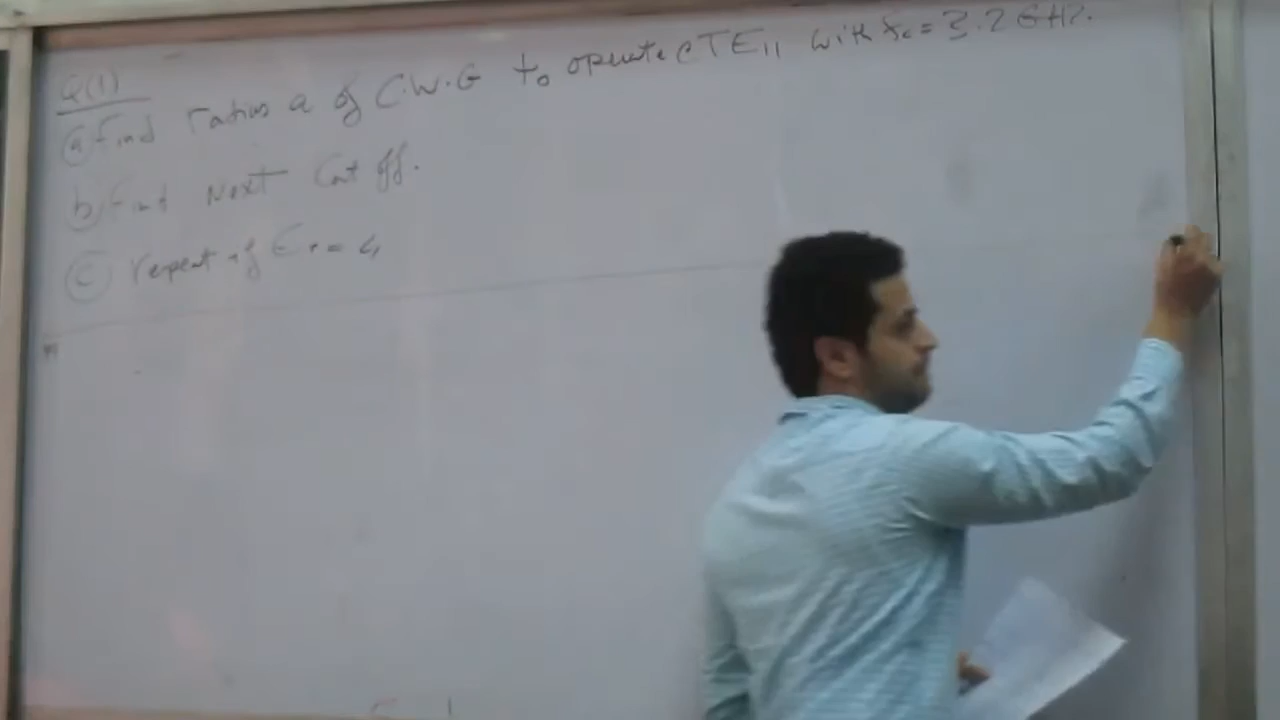 Q(1)
(a) Find radius a of C.W.G to operate @ TE11 with fc = 3.2 GHz.
(b) Find Next Cut off.
(c) repeat if Er = 4